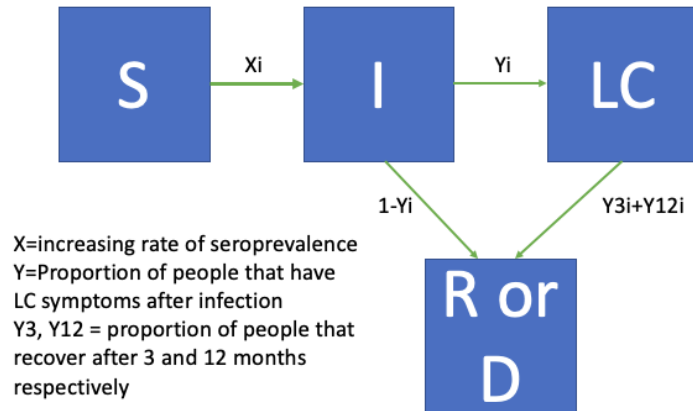 S
Xi
I
Yi
LC
1-Yi
Y3i+Y12i
X=increasing rate of seroprevalence
Y=Proportion of people that have
LC symptoms after infection
Y3, Y12 = proportion of people that
recover after 3 and 12 months
respectively
R or
D